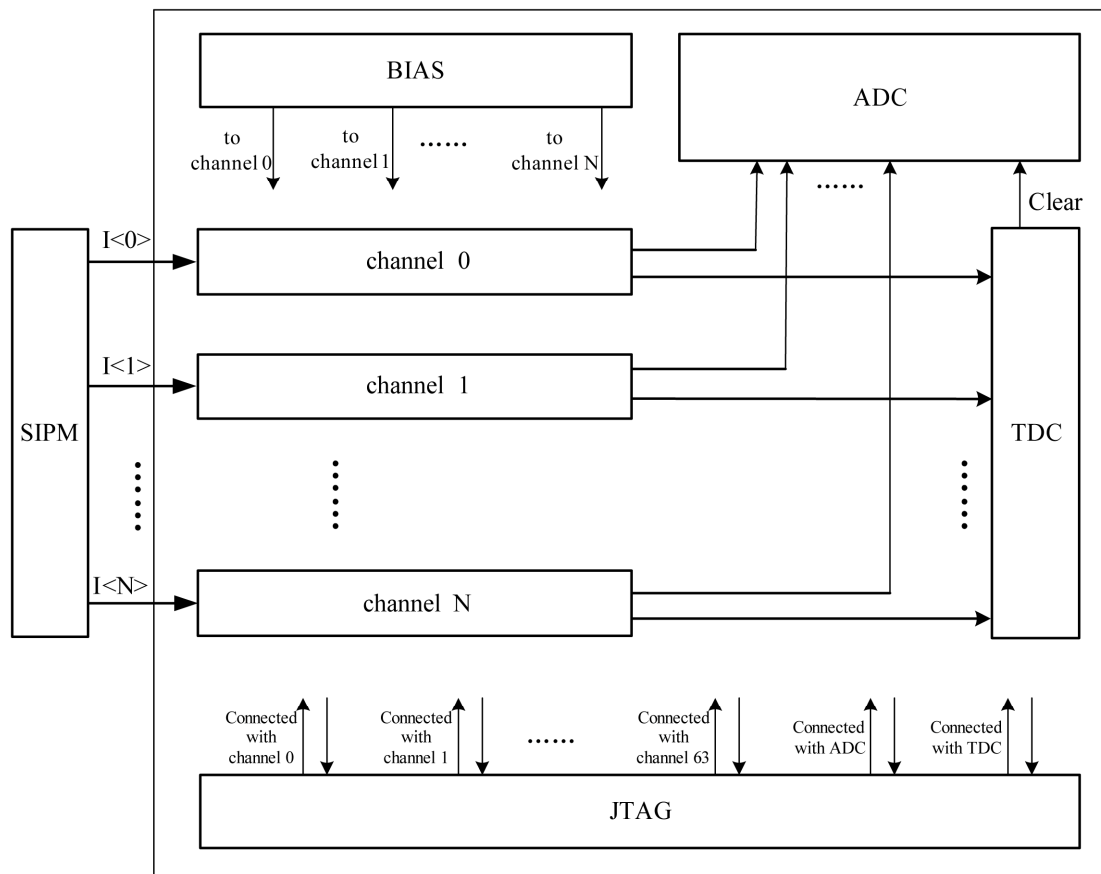 BIAS
ADC
to
channel 0
to
channel 1
......
to
channel N
......
Clear
I<0>
channel 0
I<1>
channel 1
SIPM
TDC
I<N>
channel N
Connected
with
channel 0
Connected
with
channel 1
......
Connected
with
channel 63
Connected
with ADC
Connected
with TDC
JTAG